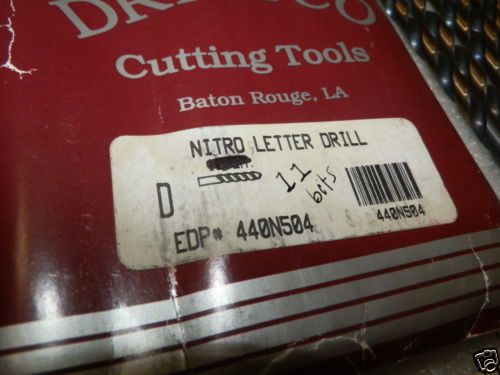 Cutting Tools
Baton Rouge, LA
NITRO LETTER DRILL
11
bits
D
EDP# 440N504
440N504